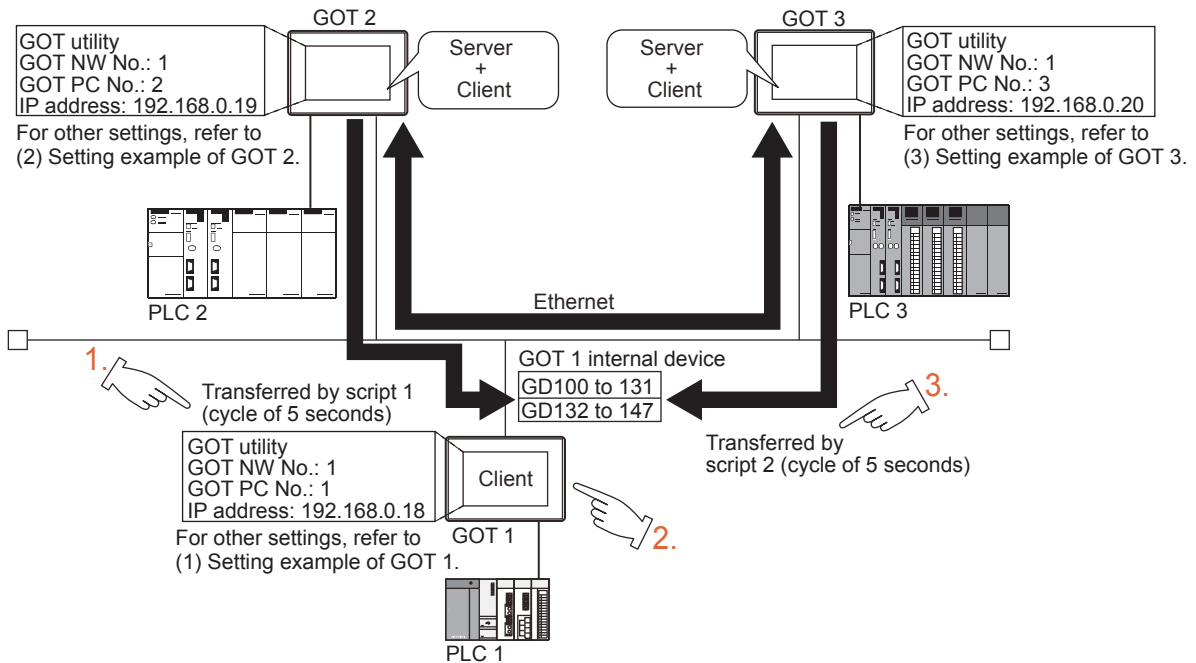 GOT 2
GOT utility
GOT NW No.: 1
GOT PC No.: 2
IP address: 192.168.0.19
For other settings, refer to
(2) Setting example of GOT 2.
Server
+
Client
GOT 3
Server
+
Client
GOT utility
GOT NW No.: 1
GOT PC No.: 3
IP address: 192.168.0.20
For other settings, refer to
(3) Setting example of GOT 3.
PLC 2
Ethernet
PLC 3
1.
Transferred by script 1
(cycle of 5 seconds)
GOT 1 internal device
GD100 to 131
GD132 to 147
3.
Transferred by
script 2 (cycle of 5 seconds)
GOT utility
GOT NW No.: 1
GOT PC No.: 1
IP address: 192.168.0.18
For other settings, refer to
(1) Setting example of GOT 1.
Client
GOT 1
2.
PLC 1